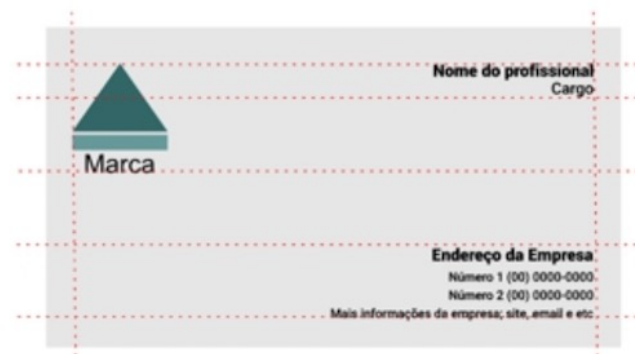 Nome do profissional
Cargo
Marca
Endereço da Empresa
Número 1 (00) 0000-0000
Número 2 (00) 0000-0000
Mais informações da empresa; site, email e etc